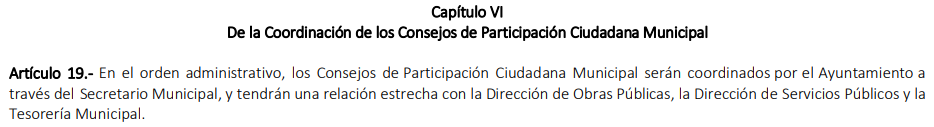 Capítulo VI
De la Coordinación de los Consejos de Participación Ciudadana Municipal
Artículo 19.- En el orden administrativo, los Consejos de Participación Ciudadana Municipal serán coordinados por el Ayuntamiento a
través del Secretario Municipal, y tendrán una relación estrecha con la Dirección de Obras Públicas, la Dirección de Servicios Públicos y la
Tesorería Municipal.